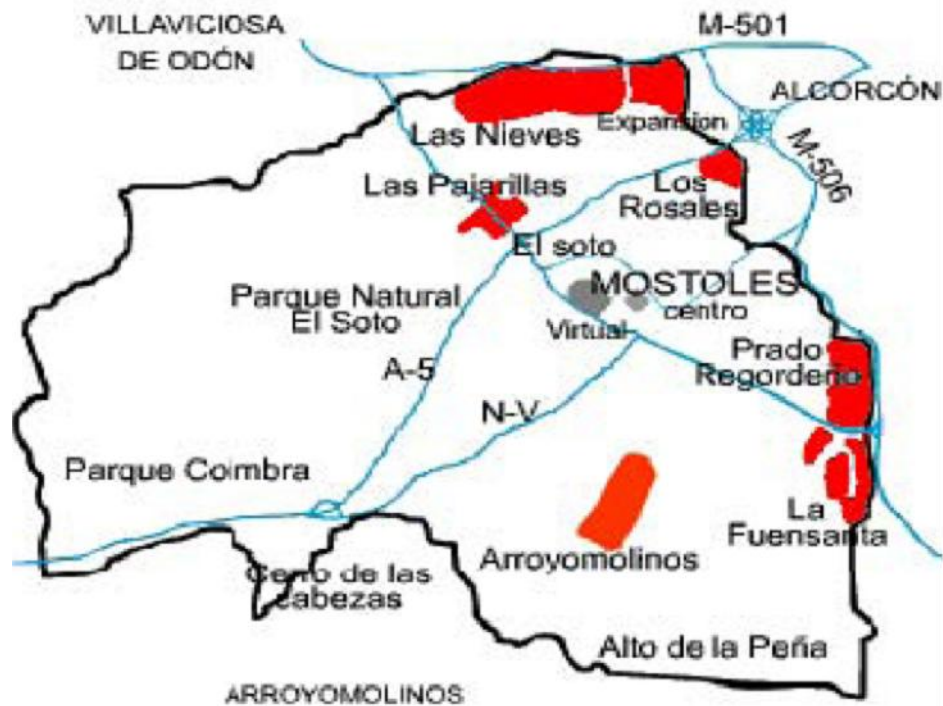 VILLAVICIOSA
DE ODÓN
M-501
ALCORCÓN
M-506
Las Nieves
Expansion
Las Pajarillas
Los
Rosales
El soto
MOSTOLES
centro
Parque Natural
El Soto
Virtual
Prado
Regordeño
A-5
N-V
Parque Coimbra
La
Fuensanta
Arroyomolinos
Cerro de las
cabezas
Alto de la Peña
ARROYOMOLINOS